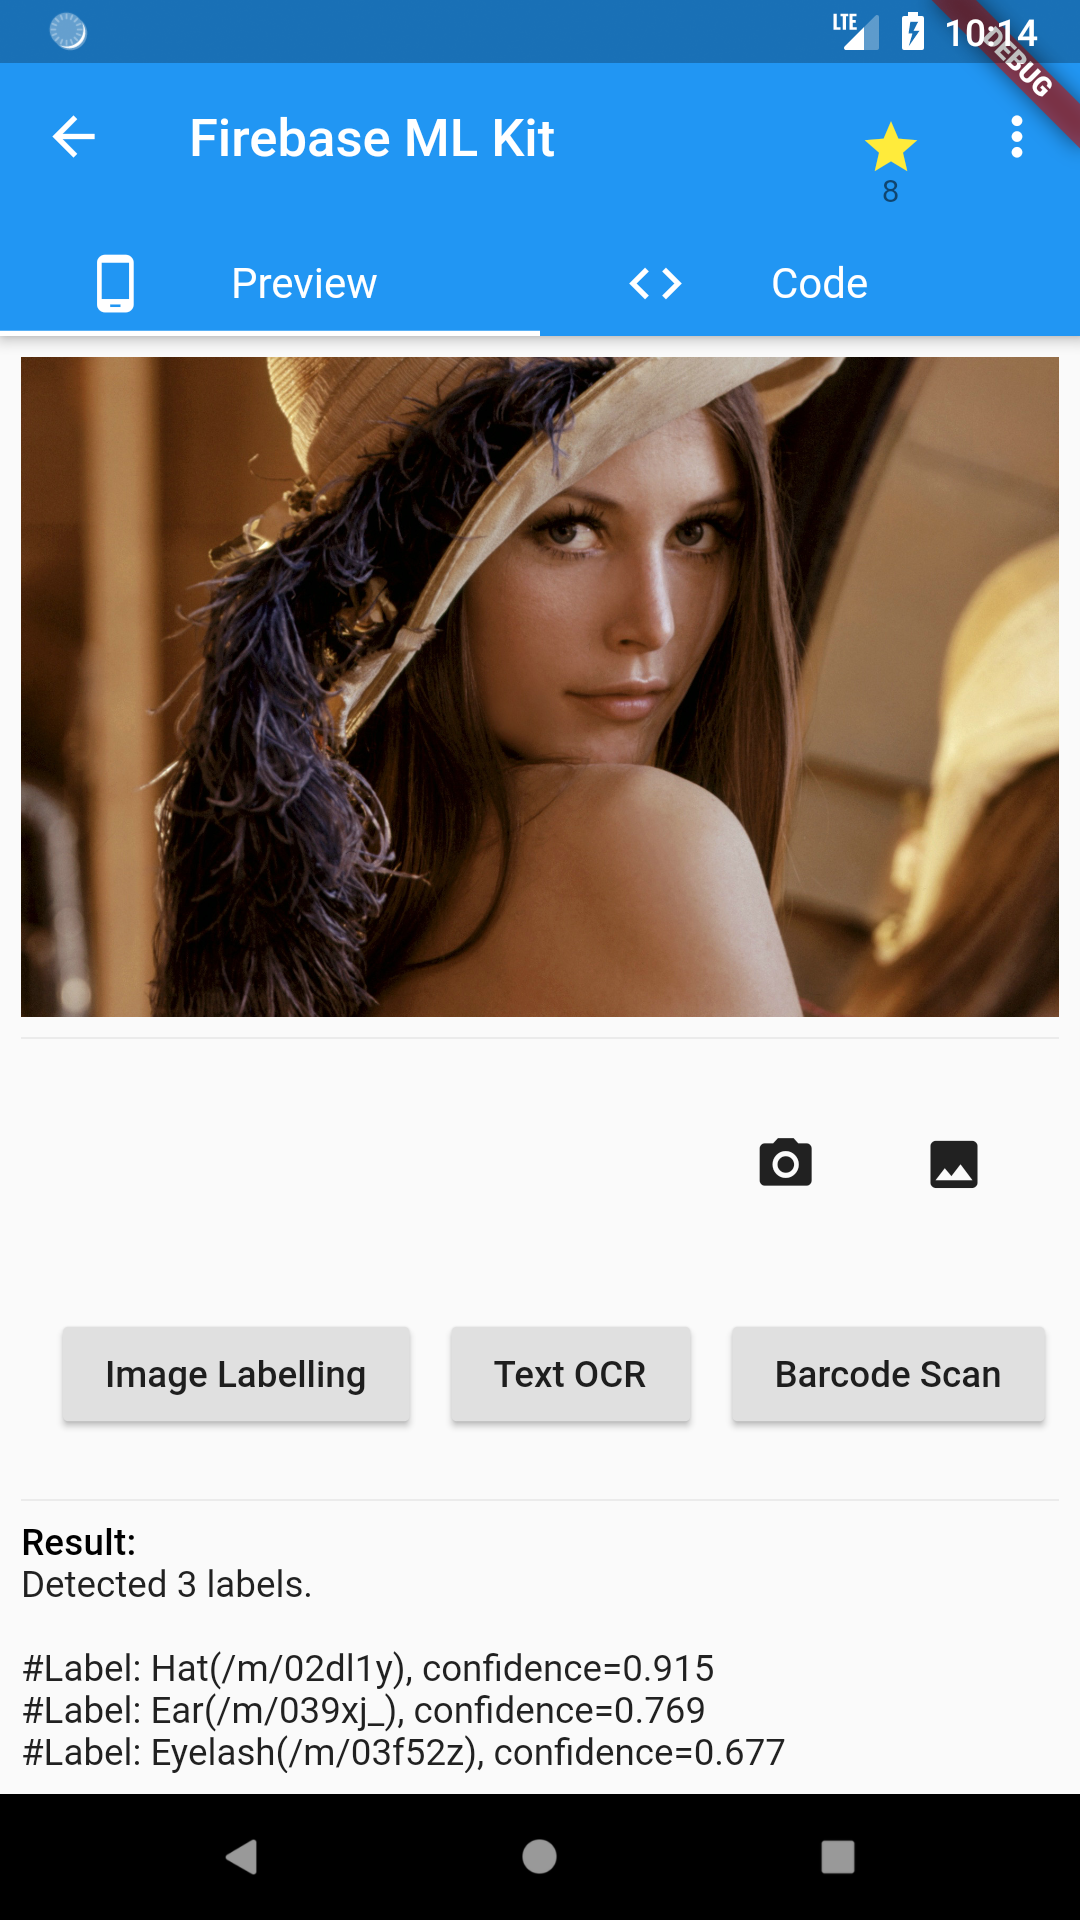 LTE 10:14
DEBUG
Firebase ML Kit
8
Preview
Code
Image Labelling
Text OCR
Barcode Scan
Result:
Detected 3 labels.
#Label: Hat(/m/02dl1y), confidence=0.915
#Label: Ear(/m/039xj_), confidence=0.769
#Label: Eyelash(/m/03f52z), confidence=0.677